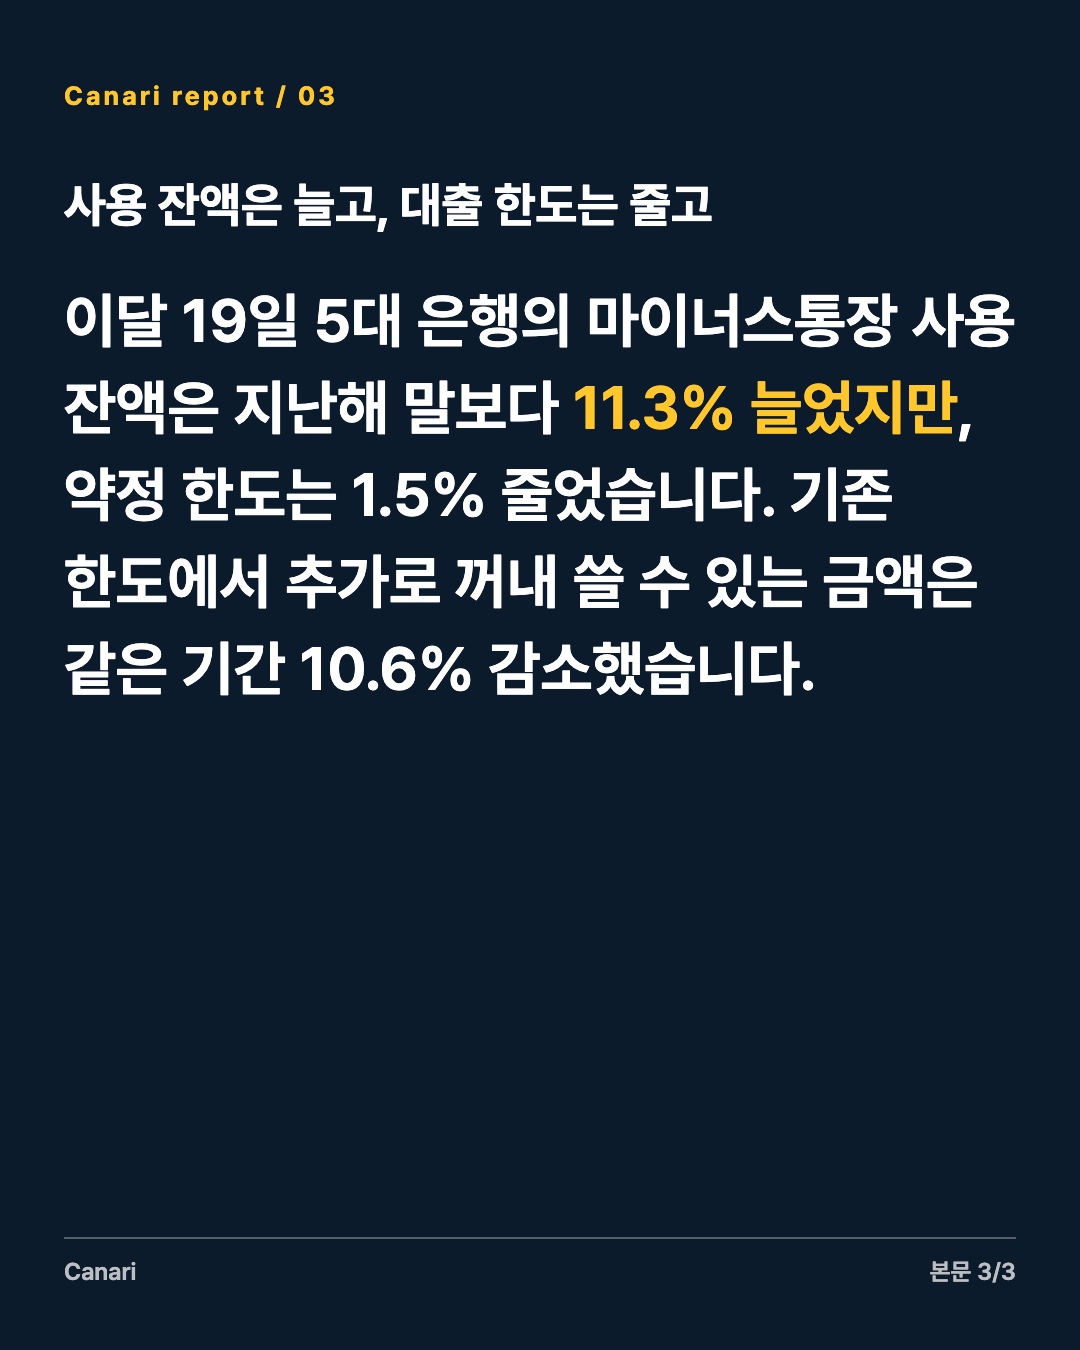 Canari report / 03
사용 잔액은 늘고, 대출 한도는 줄고
이달 19일 5대 은행의 마이너스통장 사용
잔액은 지난해 말보다 11.3% 늘었지만,
약정 한도는 1.5% 줄었습니다. 기존
한도에서 추가로 꺼내 쓸 수 있는 금액은
같은 기간 10.6% 감소했습니다.
Canari
본문 3/3